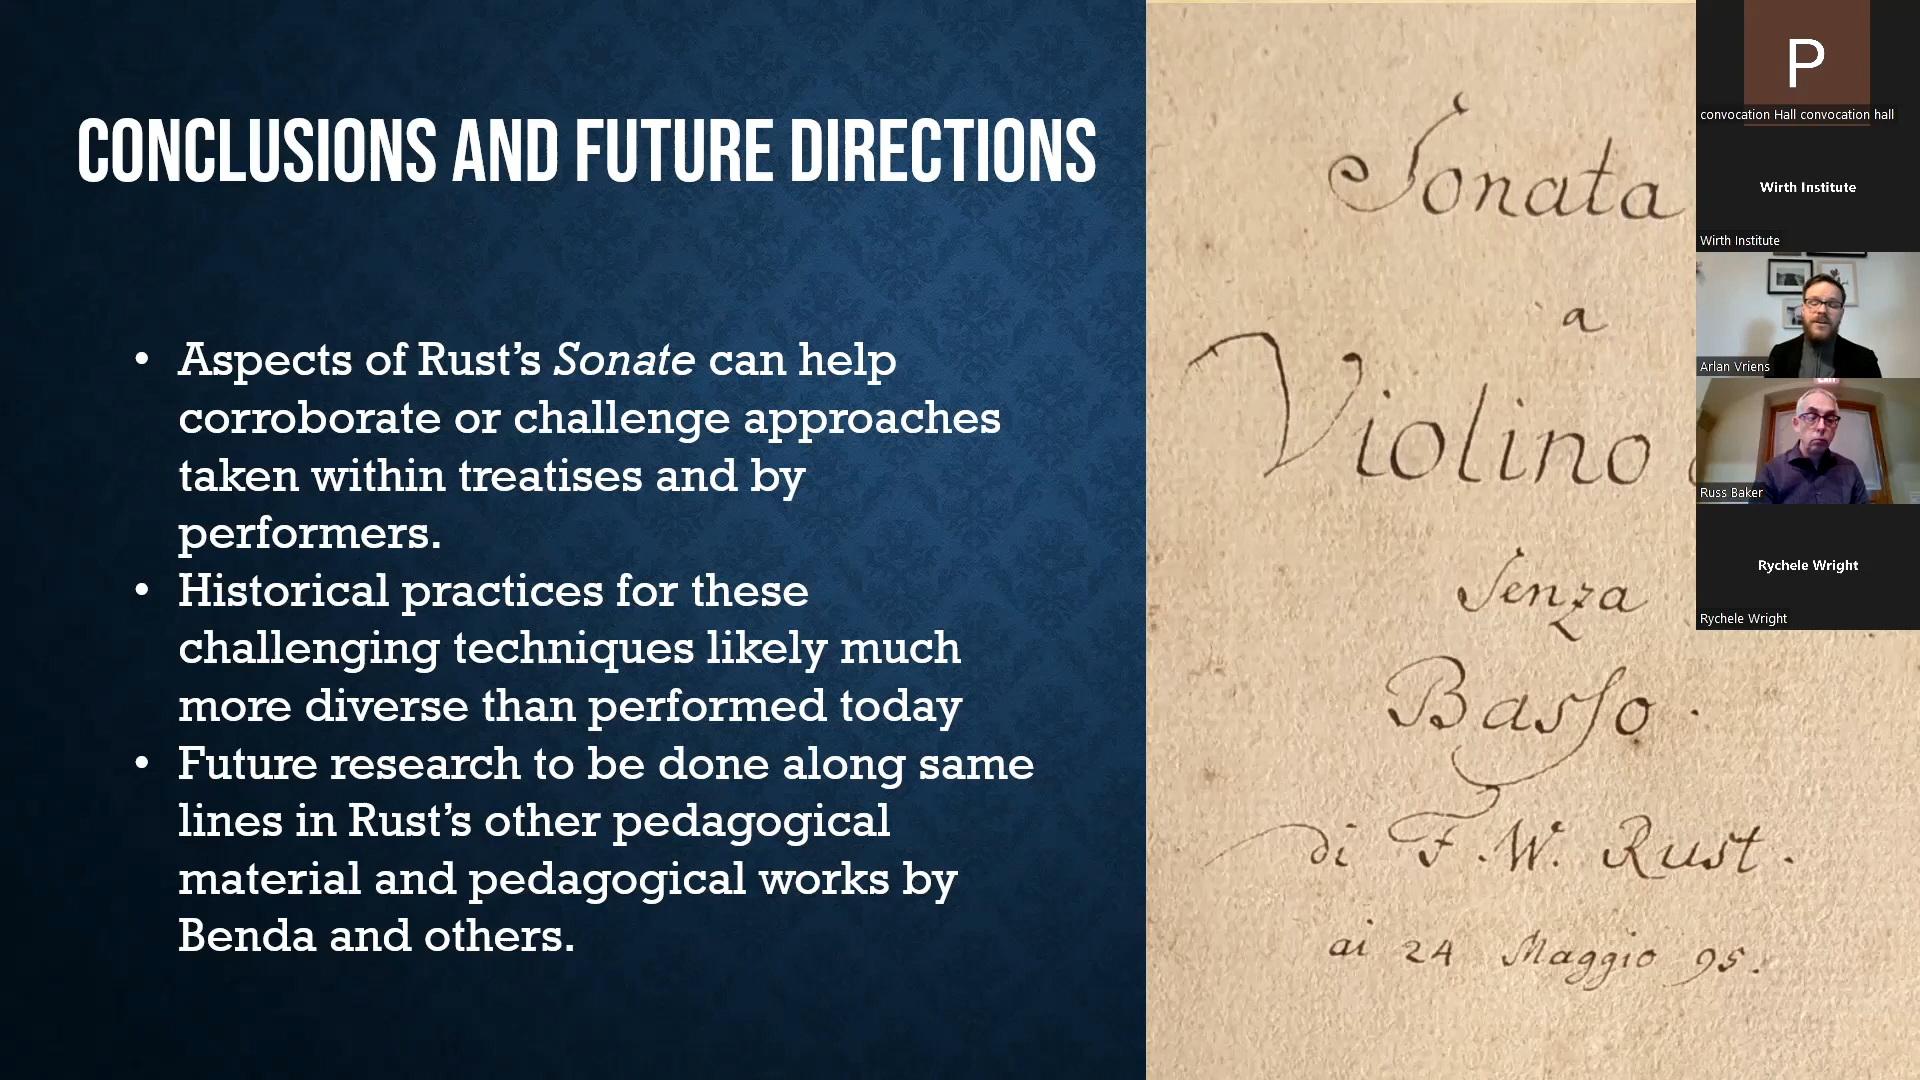 CONCLUSIONS AND FUTURE DIRECTIONS
• Aspects of Rust’s Sonate can help
corroborate or challenge approaches
taken within treatises and by
performers.
• Historical practices for these
challenging techniques likely much
more diverse than performed today
• Future research to be done along same
lines in Rust’s other pedagogical
material and pedagogical works by
Benda and others.
Sonata
a
Violino
Senza
Basso.
di F. W. Rust.
ai 24 Maggio 95.
P
convocation Hall convocation hall
Wirth Institute
Wirth Institute
Arlan Vriens
Russ Baker
Rychele Wright
Rychele Wright